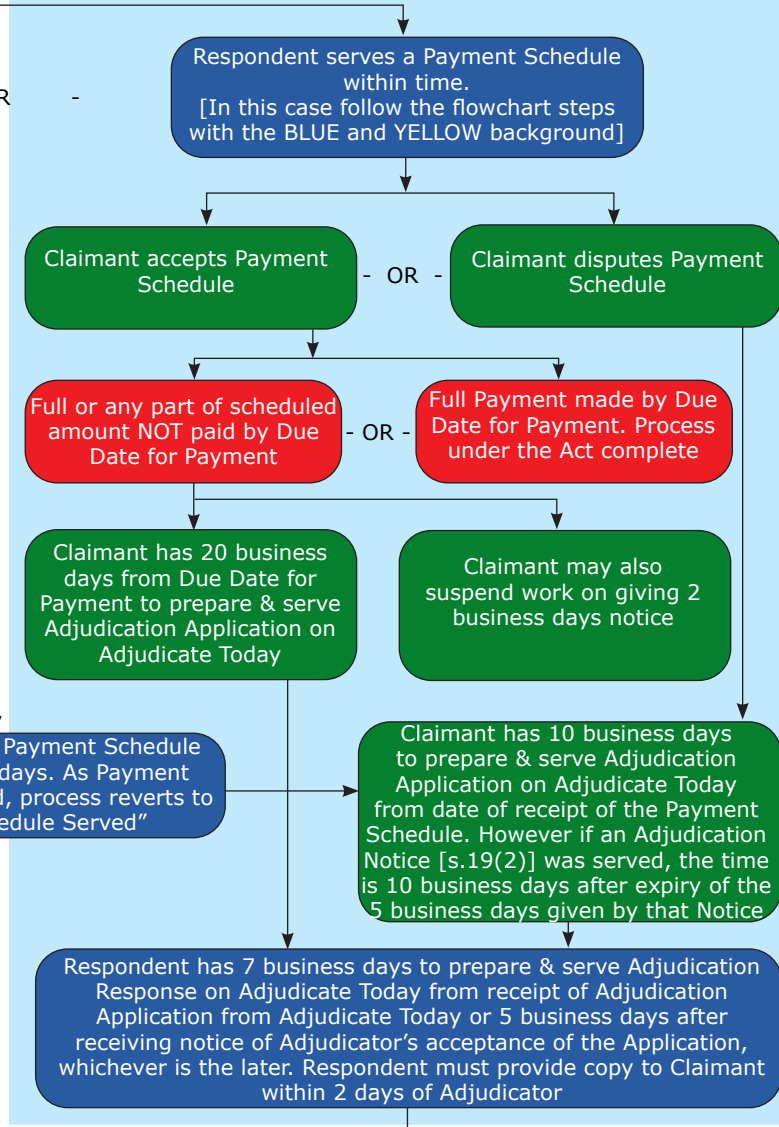 Respondent serves a Payment Schedule
within time.
[In this case follow the flowchart steps
with the BLUE and YELLOW background]
R -
Claimant accepts Payment
Schedule
- OR -
Claimant disputes Payment
Schedule
Full or any part of scheduled
amount NOT paid by Due
Date for Payment
- OR -
Full Payment made by Due
Date for Payment. Process
under the Act complete
Claimant has 20 business
days from Due Date for
Payment to prepare & serve
Adjudication Application on
Adjudicate Today
Claimant may also
suspend work on giving 2
business days notice
Payment Schedule
days. As Payment
d, process reverts to
edule Served”
Claimant has 10 business days
to prepare & serve Adjudication
Application on Adjudicate Today
from date of receipt of the Payment
Schedule. However if an Adjudication
Notice [s.19(2)] was served, the time
is 10 business days after expiry of the
5 business days given by that Notice
Respondent has 7 business days to prepare & serve Adjudication
Response on Adjudicate Today from receipt of Adjudication
Application from Adjudicate Today or 5 business days after
receiving notice of Adjudicator’s acceptance of the Application,
whichever is the later. Respondent must provide copy to Claimant
within 2 days of Adjudicator